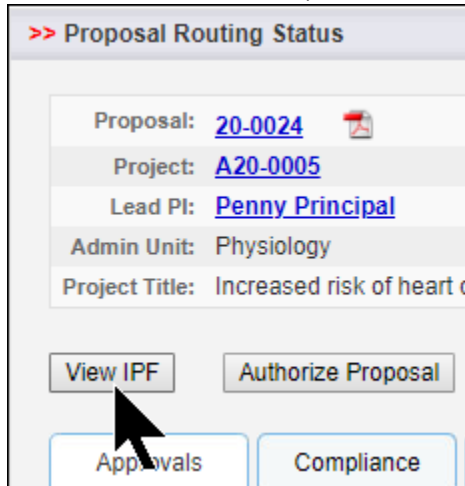 >> Proposal Routing Status
Proposal: 20-0024
Project: A20-0005
Lead PI: Penny Principal
Admin Unit: Physiology
Project Title: Increased risk of heart
View IPF Authorize Proposal
Approvals Compliance